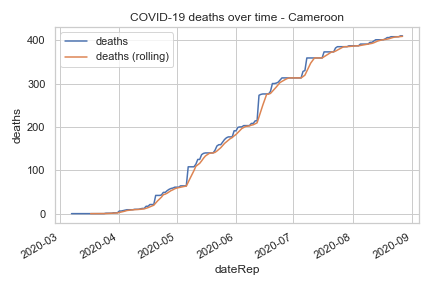 COVID-19 deaths over time - Cameroon
deaths
deaths (rolling)
400
300
200
100
0
deaths
2020-03
2020-04
2020-05
2020-06
2020-07
2020-08
2020-09
dateRep